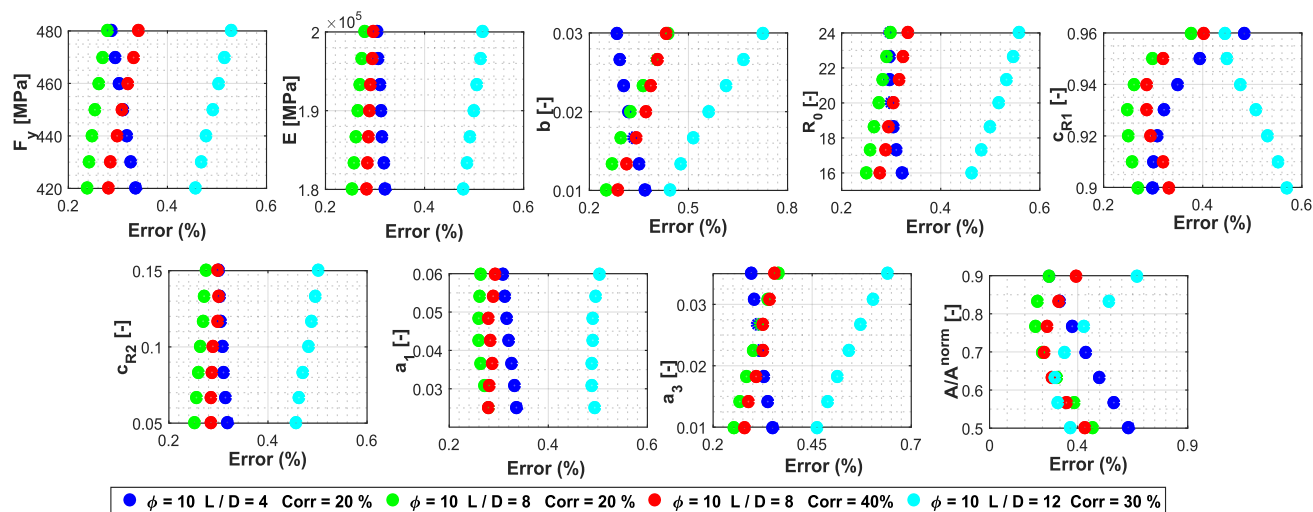 × 10⁵
480
460
440
420
F_y [MPa]
0.2 0.4 0.6
Error (%)
2
1.9
1.8
E [MPa]
0.2 0.4 0.6
Error (%)
0.03
0.02
0.01
b [-]
0.2 0.5 0.8
Error (%)
24
22
20
18
16
R_0 [-]
0.2 0.4 0.6
Error (%)
0.96
0.94
0.92
0.9
c_R1 [-]
0.2 0.4 0.6
Error (%)
0.15
0.1
0.05
c_R2 [-]
0.2 0.4 0.6
Error (%)
0.06
0.05
0.04
0.03
a_1 [-]
0.2 0.4 0.6
Error (%)
0.03
0.02
0.01
a_3 [-]
0.2 0.45 0.7
Error (%)
0.9
0.8
0.7
0.6
0.5
A/A^norm [-]
0 0.4 0.9
Error (%)
ϕ = 10 L / D = 4 Corr = 20 % ϕ = 10 L / D = 8 Corr = 20 % ϕ = 10 L / D = 8 Corr = 40% ϕ = 10 L / D = 12 Corr = 30 %